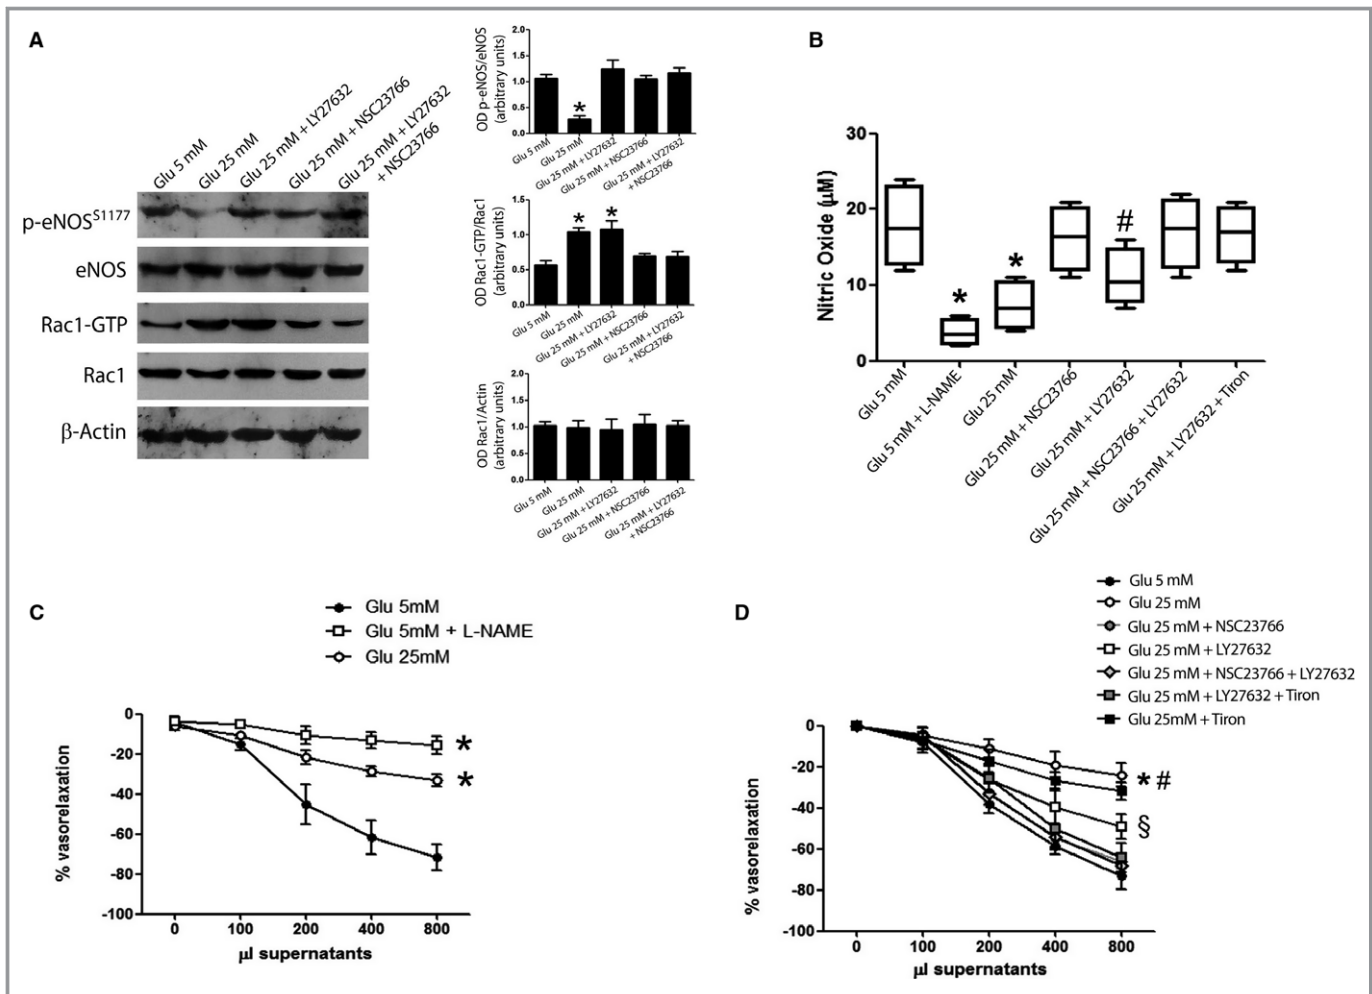 A
Glu 5 mM
Glu 25 mM
Glu 25 mM + LY27632
Glu 25 mM + NSC23766
Glu 25 mM + LY27632
+ NSC23766
p-eNOSS1177
eNOS
Rac1-GTP
Rac1
β-Actin
OD p-eNOS/eNOS
(arbitrary units)
2.0
1.5
1.0
0.5
0.0
*
Glu 5 mM
Glu 25 mM
Glu 25 mM + LY27632
Glu 25 mM + NSC23766
Glu 25 mM + LY27632
+ NSC23766
OD Rac1-GTP/Rac1
(arbitrary units)
1.5
1.0
0.5
0.0
* *
Glu 5 mM
Glu 25 mM
Glu 25 mM + LY27632
Glu 25 mM + NSC23766
Glu 25 mM + LY27632
+ NSC23766
OD Rac1/Actin
(arbitrary units)
2.0
1.5
1.0
0.5
0.0
Glu 5 mM
Glu 25 mM
Glu 25 mM + LY27632
Glu 25 mM + NSC23766
Glu 25 mM + LY27632
+ NSC23766
B
Nitric Oxide (μM)
30
20
10
0
* * #
Glu 5 mM
Glu 5 mM + L-NAME
Glu 25 mM
Glu 25 mM + NSC23766
Glu 25 mM + LY27632
Glu 25 mM + NSC23766 + LY27632
Glu 25 mM + LY27632 + Tiron
C
Glu 5mM
Glu 5mM + L-NAME
Glu 25mM
% vasorelaxation
0
-20
-40
-60
-80
-100
*
*
0 100 200 400 800
μl supernatants
D
Glu 5 mM
Glu 25 mM
Glu 25 mM + NSC23766
Glu 25 mM + LY27632
Glu 25 mM + NSC23766 + LY27632
Glu 25 mM + LY27632 + Tiron
Glu 25mM + Tiron
% vasorelaxation
0
-20
-40
-60
-80
-100
* #
§
0 100 200 400 800
μl supernatants